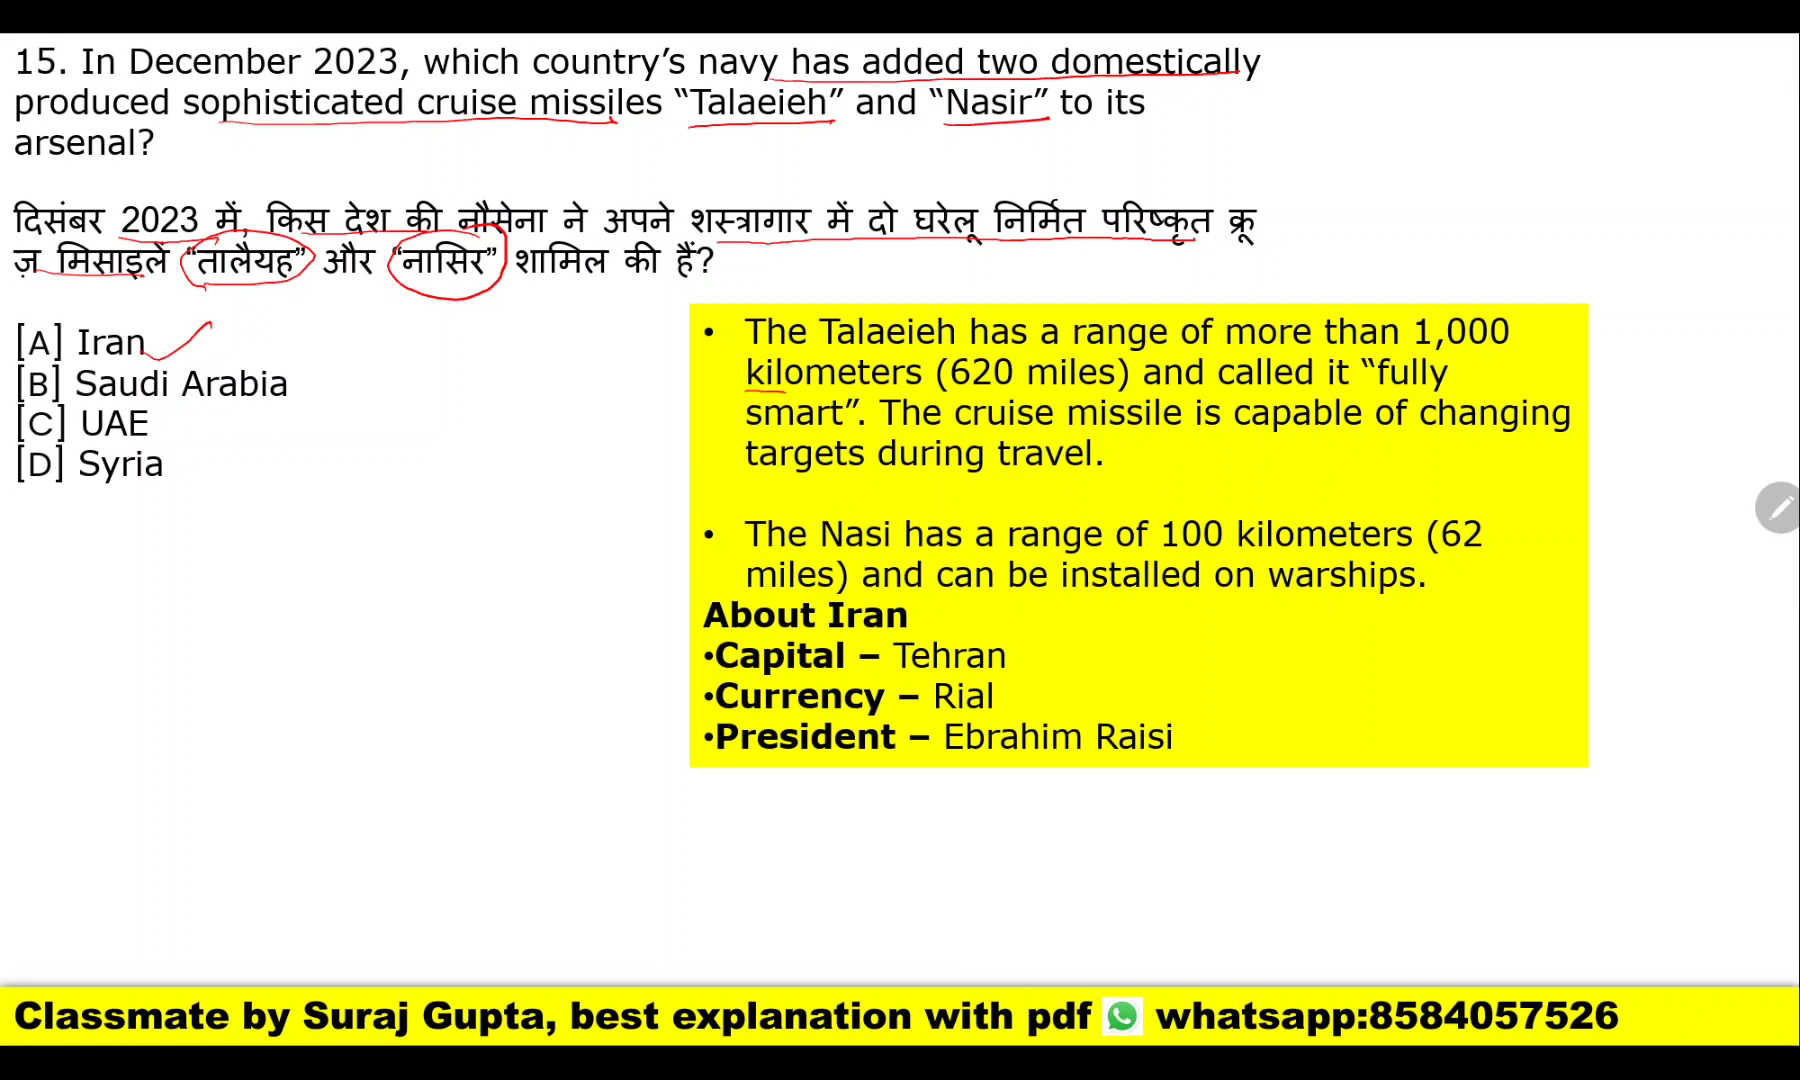 15. In December 2023, which country’s navy has added two domestically
produced sophisticated cruise missiles “Talaeieh” and “Nasir” to its
arsenal?
दिसंबर 2023 में, किस देश की नौसेना ने अपने शस्त्रागार में दो घरेलू निर्मित परिष्कृत क्रू
ज़ मिसाइलें “तालैयह” और “नासिर” शामिल की हैं?
[A] Iran
[B] Saudi Arabia
[C] UAE
[D] Syria
• The Talaeieh has a range of more than 1,000
kilometers (620 miles) and called it “fully
smart”. The cruise missile is capable of changing
targets during travel.
• The Nasi has a range of 100 kilometers (62
miles) and can be installed on warships.
About Iran
•Capital – Tehran
•Currency – Rial
•President – Ebrahim Raisi
Classmate by Suraj Gupta, best explanation with pdf whatsapp:8584057526